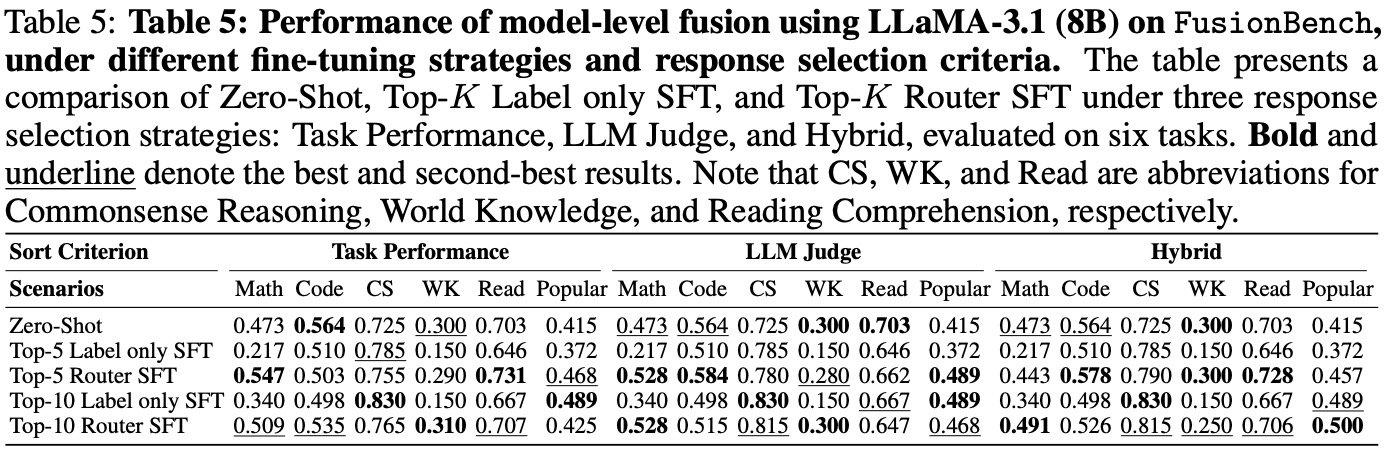 Table 5: Table 5: Performance of model-level fusion using LLaMA-3.1 (8B) on FusionBench,
under different fine-tuning strategies and response selection criteria. The table presents a
comparison of Zero-Shot, Top-K Label only SFT, and Top-K Router SFT under three response
selection strategies: Task Performance, LLM Judge, and Hybrid, evaluated on six tasks. Bold and
underline denote the best and second-best results. Note that CS, WK, and Read are abbreviations for
Commonsense Reasoning, World Knowledge, and Reading Comprehension, respectively.
Sort Criterion Task Performance LLM Judge Hybrid
Scenarios Math Code CS WK Read Popular Math Code CS WK Read Popular Math Code CS WK Read Popular
Zero-Shot 0.473 0.564 0.725 0.300 0.703 0.415 0.473 0.564 0.725 0.300 0.703 0.415 0.473 0.564 0.725 0.300 0.703 0.415
Top-5 Label only SFT 0.217 0.510 0.785 0.150 0.646 0.372 0.217 0.510 0.785 0.150 0.646 0.372 0.217 0.510 0.785 0.150 0.646 0.372
Top-5 Router SFT 0.547 0.503 0.755 0.290 0.731 0.468 0.528 0.584 0.780 0.280 0.662 0.489 0.443 0.578 0.790 0.300 0.728 0.457
Top-10 Label only SFT 0.340 0.498 0.830 0.150 0.667 0.489 0.340 0.498 0.830 0.150 0.667 0.489 0.340 0.498 0.830 0.150 0.667 0.489
Top-10 Router SFT 0.509 0.535 0.765 0.310 0.707 0.425 0.528 0.515 0.815 0.300 0.647 0.468 0.491 0.526 0.815 0.250 0.706 0.500